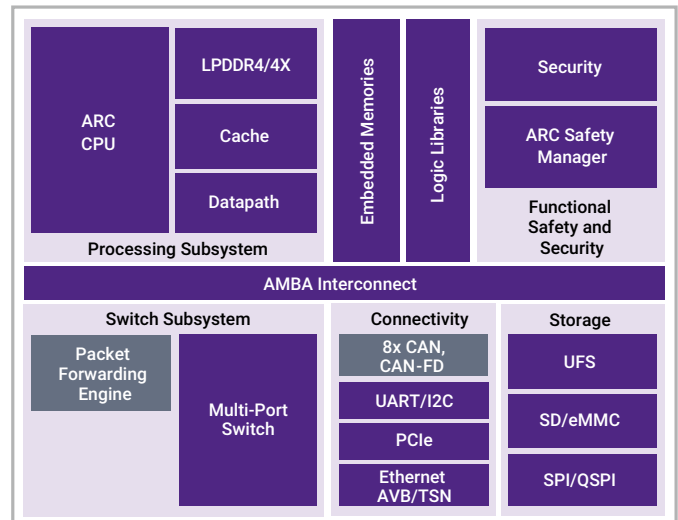 ARC
CPU
LPDDR4/4X
Cache
Datapath
Processing Subsystem
Embedded Memories
Logic Libraries
Security
ARC Safety
Manager
Functional
Safety and
Security
AMBA Interconnect
Switch Subsystem
Packet
Forwarding
Engine
Multi-Port
Switch
Connectivity
8x CAN,
CAN-FD
UART/I2C
PCIe
Ethernet
AVB/TSN
Storage
UFS
SD/eMMC
SPI/QSPI